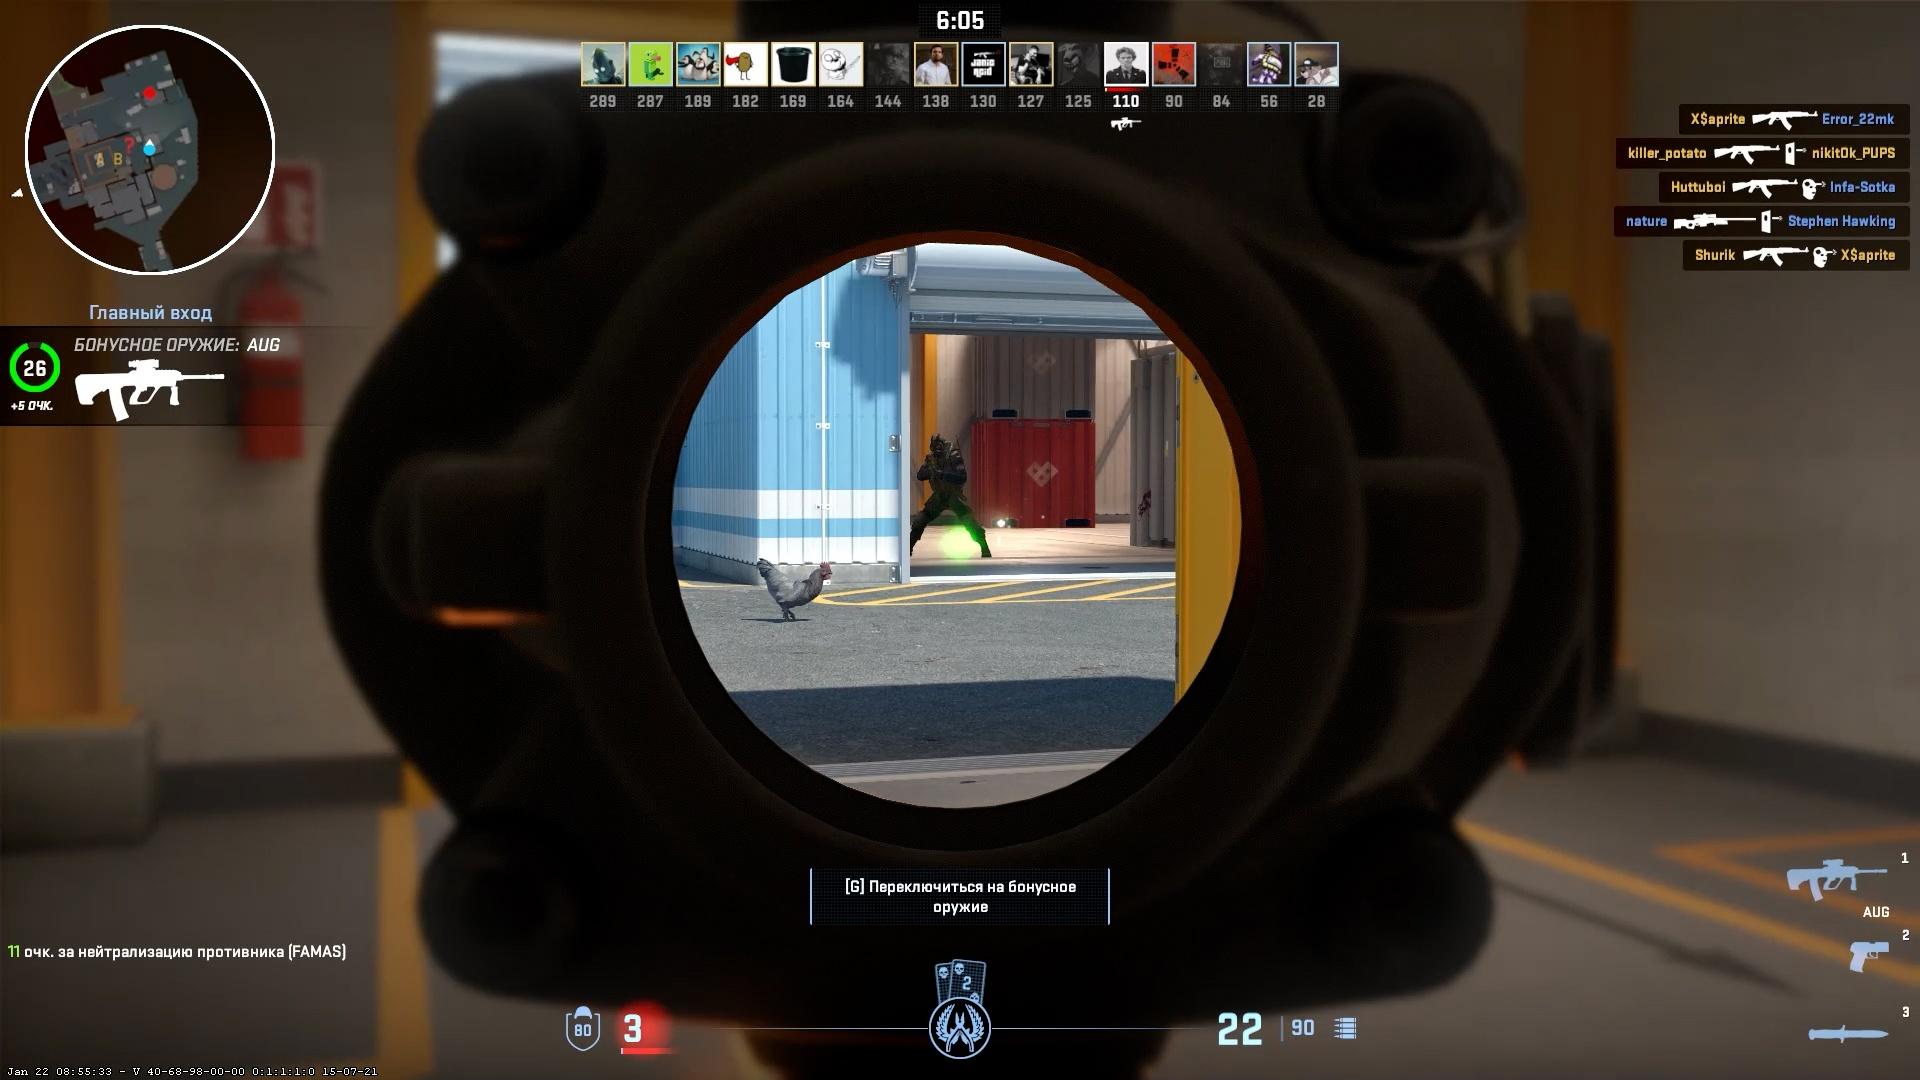 6:05
JANIC
ACID
289 287 189 182 169 164 144 138 130 127 125 110 90 84 56 28
X$aprite Error_22mk
killer_potato nikit0k_PUPS
Huttuboi Infa-Sotka
nature Stephen Hawking
Shurik X$aprite
A B
?
Главный вход
БОНУСНОЕ ОРУЖИЕ: AUG
26
+5 ОЧК.
[G] Переключиться на бонусное
оружие
1
AUG
2
3
11 очк. за нейтрализацию противника (FAMAS)
2
80 3
22 | 90
Jan 22 08:55:33 - V 40-68-98-00-00 0:1:1:1:0 15-07-21